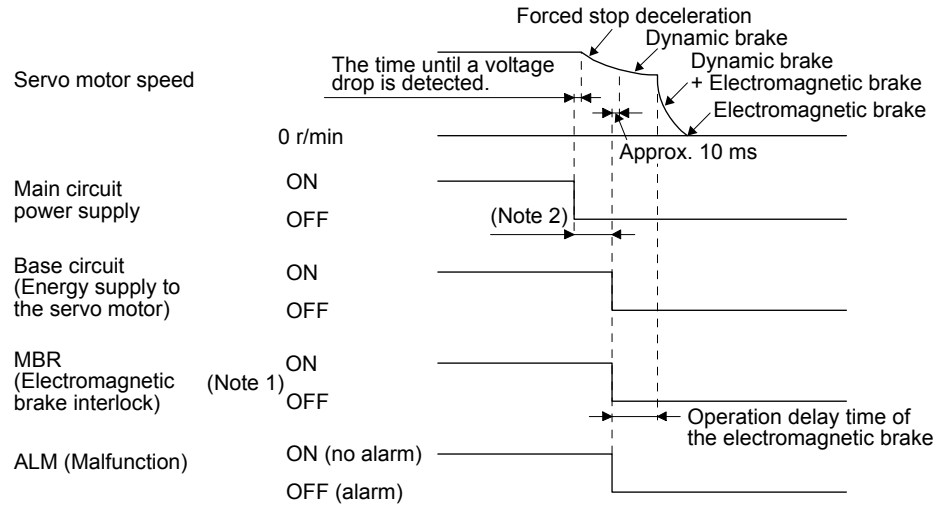 Forced stop deceleration
Dynamic brake
The time until a voltage
drop is detected.
Dynamic brake
+ Electromagnetic brake
Servo motor speed
Electromagnetic brake
0 r/min
Approx. 10 ms
Main circuit
power supply
ON
OFF
(Note 2)
Base circuit
(Energy supply to
the servo motor)
ON
OFF
MBR
(Electromagnetic
brake interlock)
(Note 1)
ON
OFF
Operation delay time of
the electromagnetic brake
ALM (Malfunction)
ON (no alarm)
OFF (alarm)